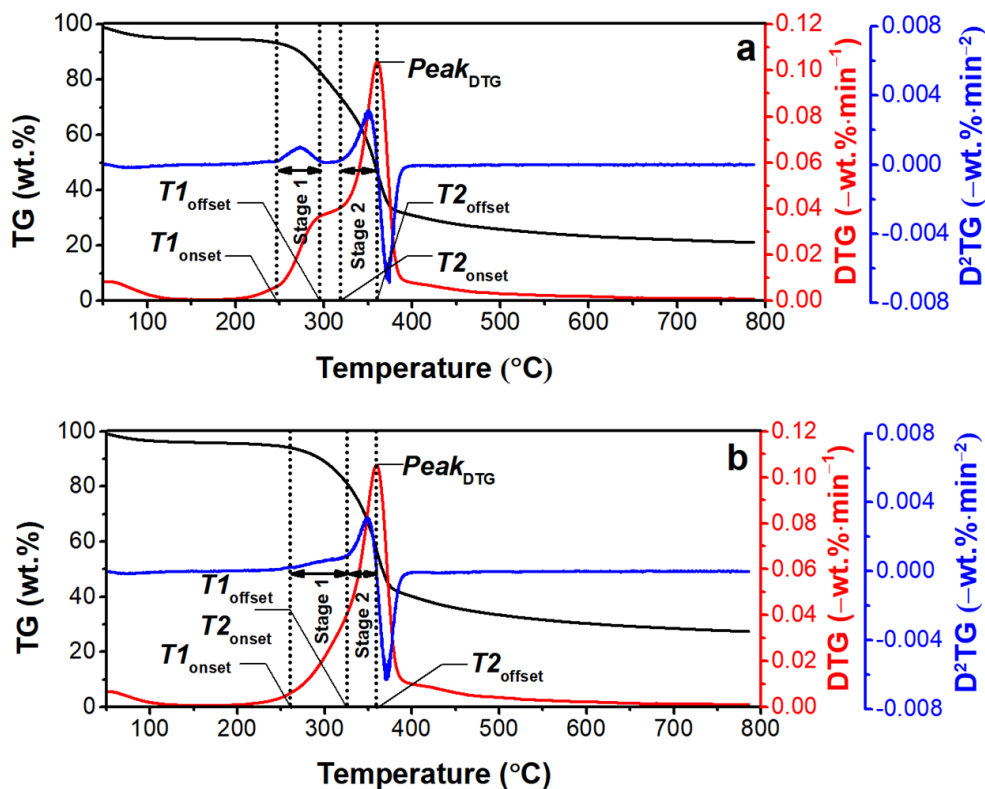 a
TG (wt.%)
100
80
60
40
20
0
100
200
300
400
500
600
700
800
Temperature (°C)
Peak_DTG
T1_offset
T1_onset
Stage 1
Stage 2
T2_offset
T2_onset
0.12
0.10
0.08
0.06
0.04
0.02
0.00
DTG (−wt.%·min⁻¹)
0.008
0.004
0.000
-0.004
-0.008
D²TG (−wt.%·min⁻²)
b
TG (wt.%)
100
80
60
40
20
0
100
200
300
400
500
600
700
800
Temperature (°C)
Peak_DTG
T1_offset
T2_onset
T1_onset
Stage 1
Stage 2
T2_offset
0.12
0.10
0.08
0.06
0.04
0.02
0.00
DTG (−wt.%·min⁻¹)
0.008
0.004
0.000
-0.004
-0.008
D²TG (−wt.%·min⁻²)